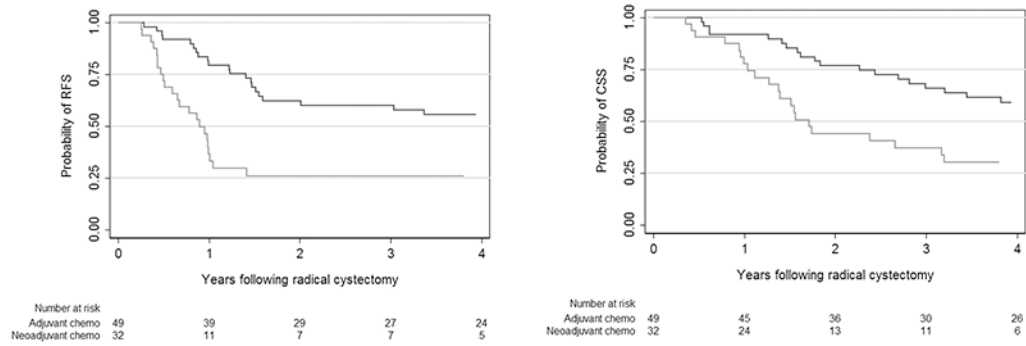 Probability of RFS
1.00
0.75
0.50
0.25
0.00
0 1 2 3 4
Years following radical cystectomy
Number at risk
Adjuvant chemo 49 39 29 27 24
Neoadjuvant chemo 32 11 7 7 5
Probability of CSS
1.00
0.75
0.50
0.25
0.00
0 1 2 3 4
Years following radical cystectomy
Number at risk
Adjuvant chemo 49 45 36 30 26
Neoadjuvant chemo 32 24 13 11 6